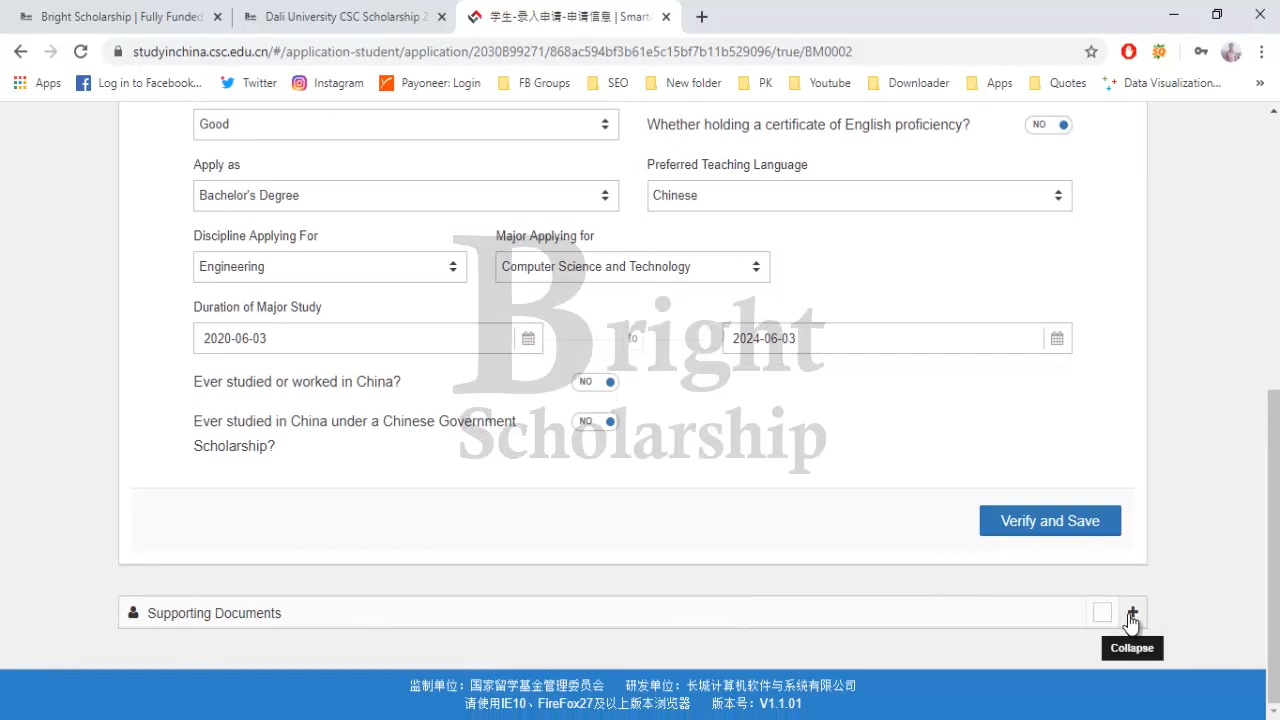 Bright Scholarship | Fully Funded
Dali University CSC Scholarship 2
学生-录入申请-申请信息 | Smart
studyinchina.csc.edu.cn/#/application-student/application/2030B99271/868ac594bf3b61e5c15bf7b11b529096/true/BM0002
Apps Log in to Facebook... Twitter Instagram Payoneer: Login FB Groups SEO New folder PK Youtube Downloader Apps Quotes Data Visualization... »
Good
Whether holding a certificate of English proficiency? NO
Apply as Preferred Teaching Language
Bachelor's Degree Chinese
Discipline Applying For Major Applying for
Engineering Computer Science and Technology
Duration of Major Study
2020-06-03 to 2024-06-03
Ever studied or worked in China? NO
Ever studied in China under a Chinese Government NO
Scholarship?
Bright
Scholarship
Verify and Save
Supporting Documents
Collapse
监制单位：国家留学基金管理委员会 研发单位：长城计算机软件与系统有限公司
请使用IE10、FireFox27及以上版本浏览器 版本号：V1.1.01